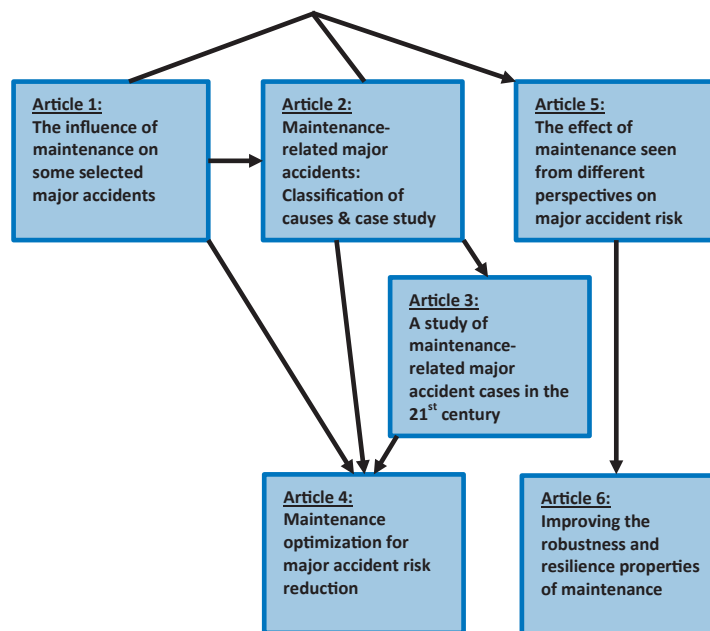 Article 1:
The influence of
maintenance on
some selected
major accidents
Article 2:
Maintenance-
related major
accidents:
Classification of
causes & case study
Article 5:
The effect of
maintenance seen
from different
perspectives on
major accident risk
Article 3:
A study of
maintenance-
related major
accident cases in the
21st century
Article 4:
Maintenance
optimization for
major accident risk
reduction
Article 6:
Improving the
robustness and
resilience properties
of maintenance